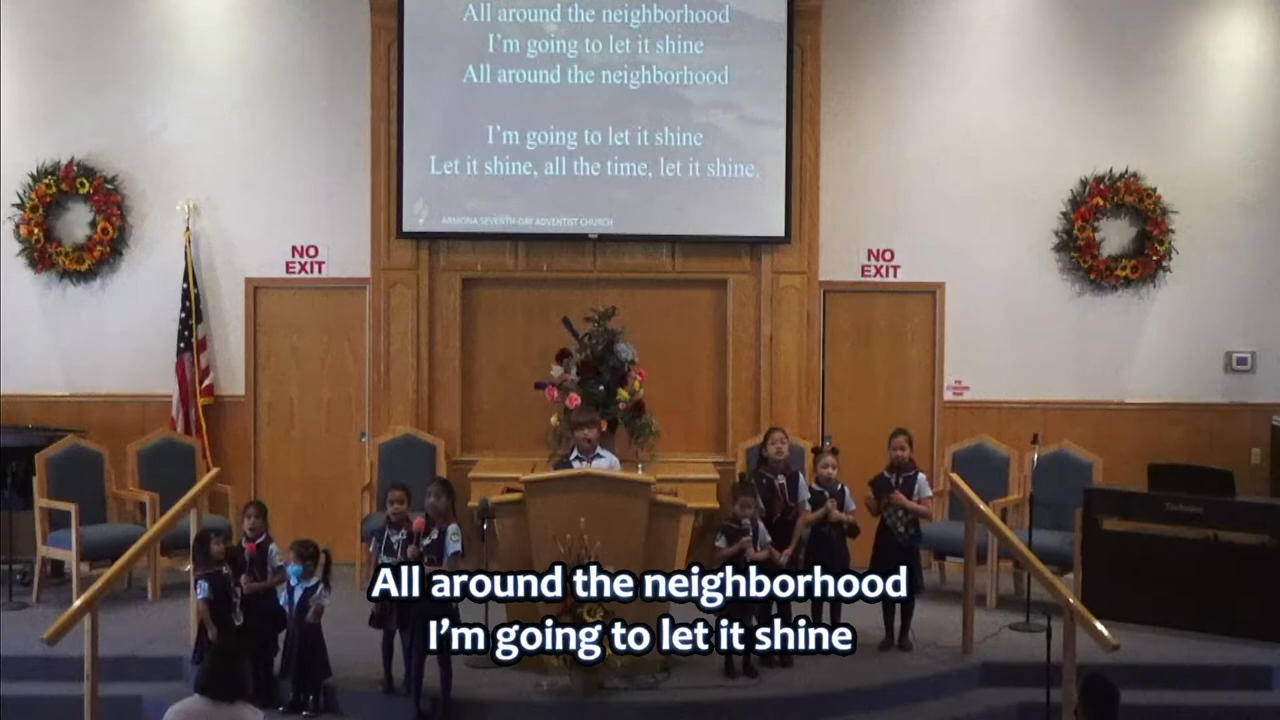 All around the neighborhood
I'm going to let it shine
All around the neighborhood
I'm going to let it shine
Let it shine, all the time, let it shine.
ARMONA SEVENTH-DAY ADVENTIST CHURCH
NO
EXIT
NO
EXIT
Technics
All around the neighborhood
I'm going to let it shine